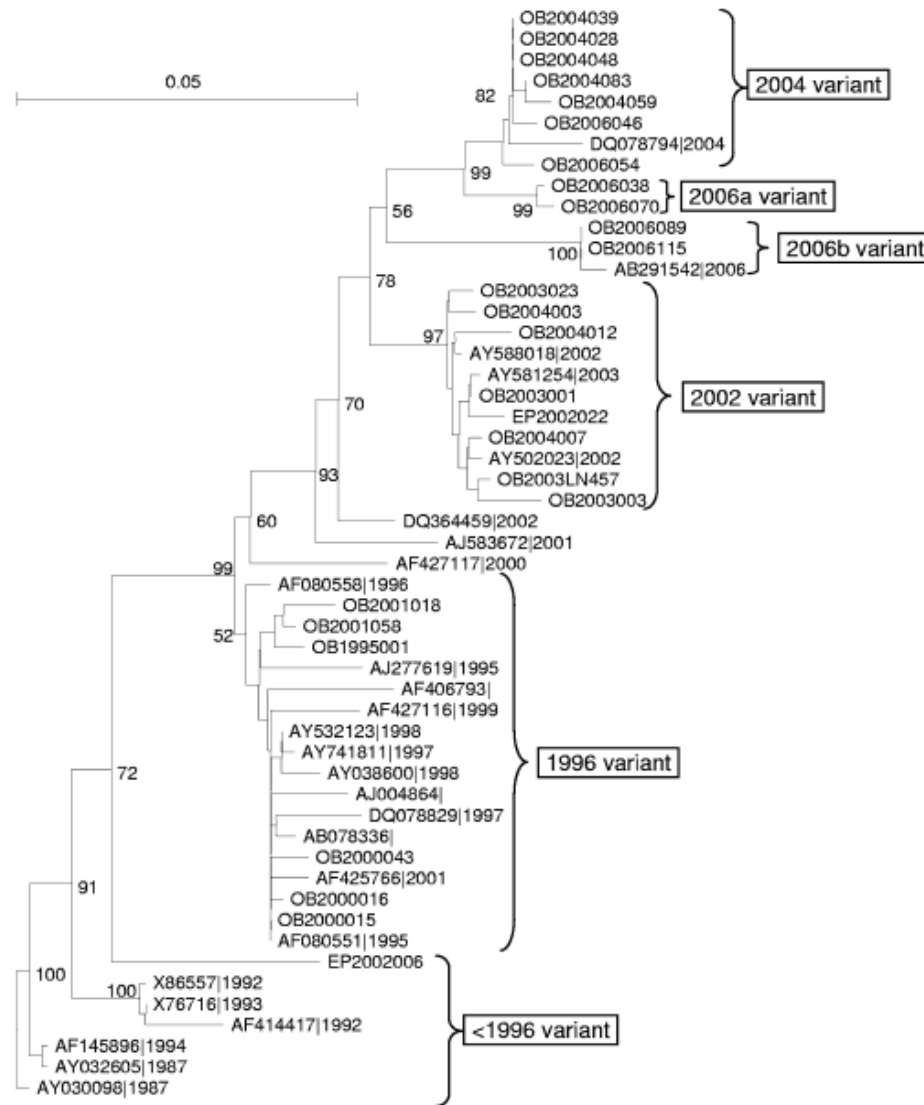 OB2004039
OB2004028
OB2004048
0.05
OB2004083
2004 variant
82
OB2004059
OB2006046
DQ078794|2004
OB2006054
99
OB2006038
2006a variant
99
OB2006070
56
OB2006089
OB2006115
2006b variant
100
AB291542|2006
78
OB2003023
OB2004003
97
OB2004012
AY588018|2002
AY581254|2003
OB2003001
2002 variant
70
EP2002022
OB2004007
AY502023|2002
93
OB2003LN457
OB2003003
60
DQ364459|2002
AJ583672|2001
AF427117|2000
99
AF080558|1996
OB2001018
52
OB2001058
OB1995001
AJ277619|1995
AF406793|
AF427116|1999
AY532123|1998
AY741811|1997
1996 variant
72
AY038600|1998
AJ004864|
DQ078829|1997
AB078336|
OB2000043
AF425766|2001
91
OB2000016
OB2000015
AF080551|1995
EP2002006
100
X86557|1992
100
X76716|1993
AF414417|1992
<1996 variant
AF145896|1994
AY032605|1987
AY030098|1987